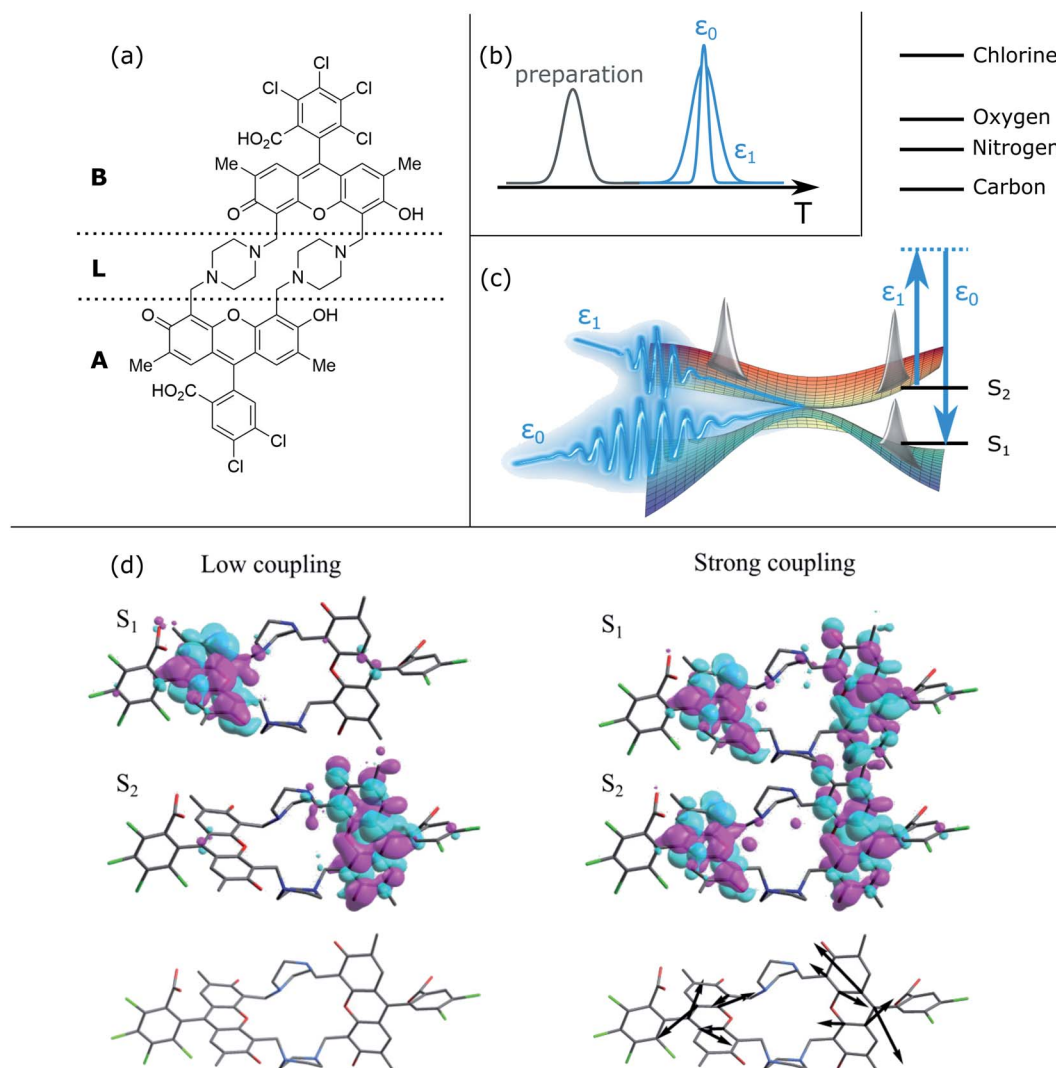 (a)
Cl
Cl
Cl
HO2C
Cl
B
Me
Me
O
O
OH
N
N
L
N
N
O
O
OH
A
Me
Me
HO2C
Cl
Cl
(b)
preparation
ε0
ε1
T
Chlorine
Oxygen
Nitrogen
Carbon
(c)
ε1
ε0
ε1
ε0
S2
S1
(d)
Low coupling
Strong coupling
S1
S1
S2
S2